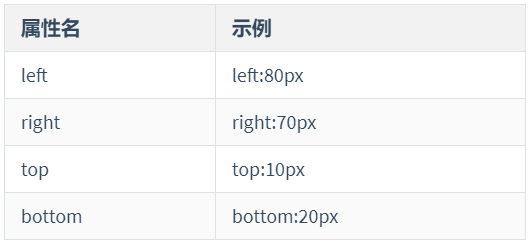 属性名 示例
left left:80px
right right:70px
top top:10px
bottom bottom:20px